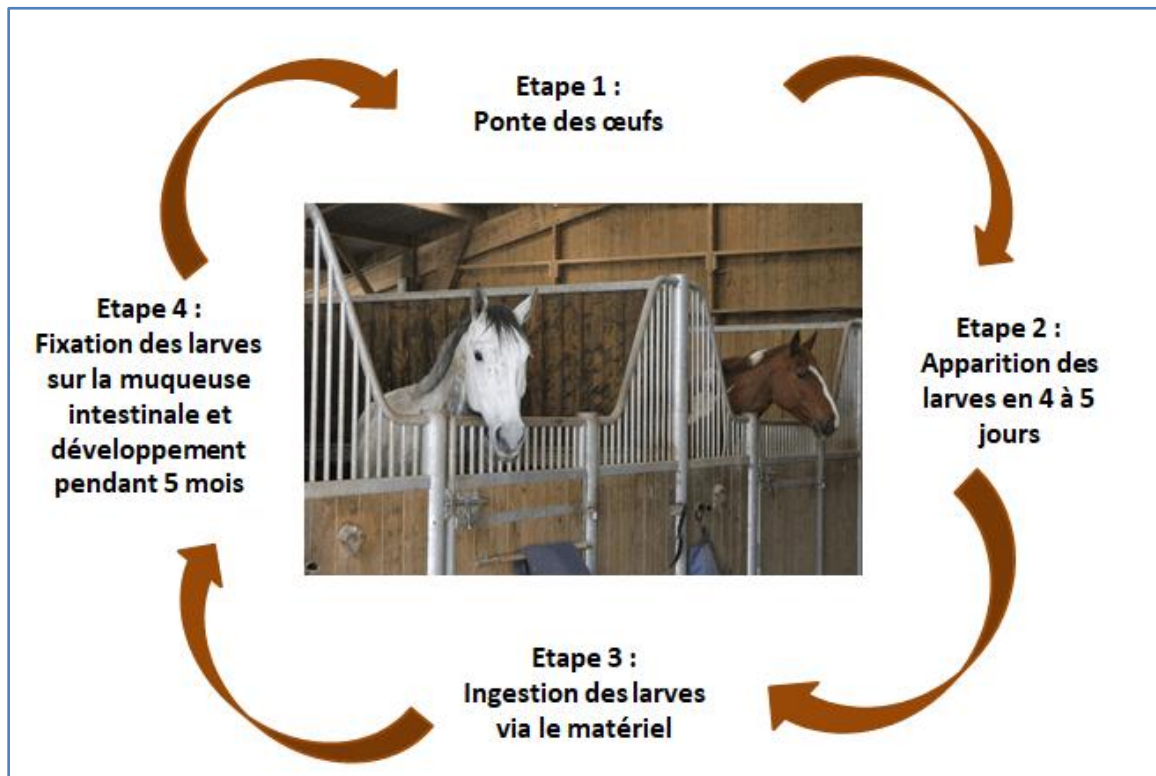 Etape 1 :
Ponte des œufs
Etape 2 :
Apparition des
larves en 4 à 5
jours
Etape 3 :
Ingestion des larves
via le matériel
Etape 4 :
Fixation des larves
sur la muqueuse
intestinale et
développement
pendant 5 mois